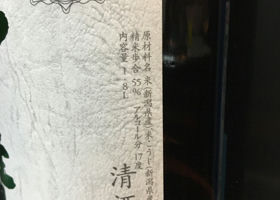 原材料名 米(新潟県産)米こうじ(新潟県産
精米歩合 55% アルコール分 17度
内容量 1.8l
清酒